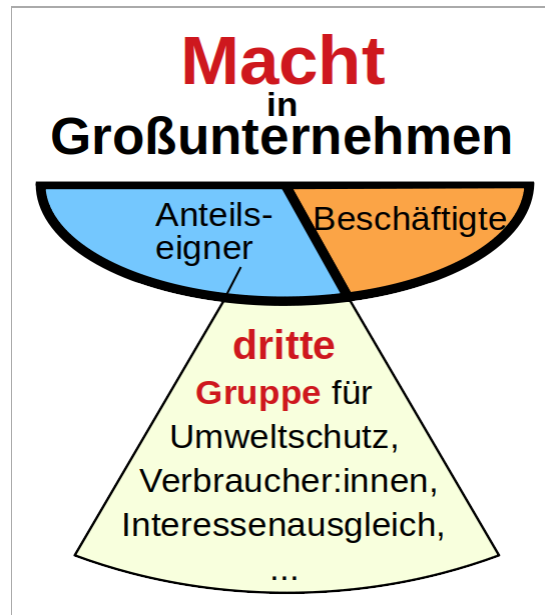 Macht
in
Großunternehmen
Anteils-
eigner
Beschäftigte
dritte
Gruppe für
Umweltschutz,
Verbraucher:innen,
Interessenausgleich,
...